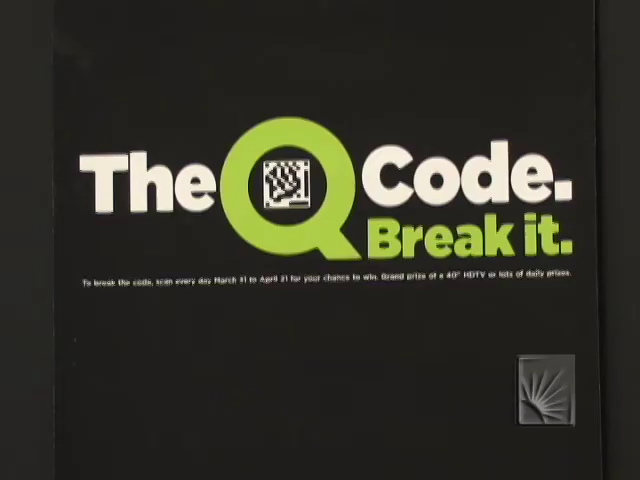 The Q Code.
Break it.
To break the code, scan every day March 31 to April 21 for your chance to win. Grand prize of a 40" HDTV or lots of daily prizes.